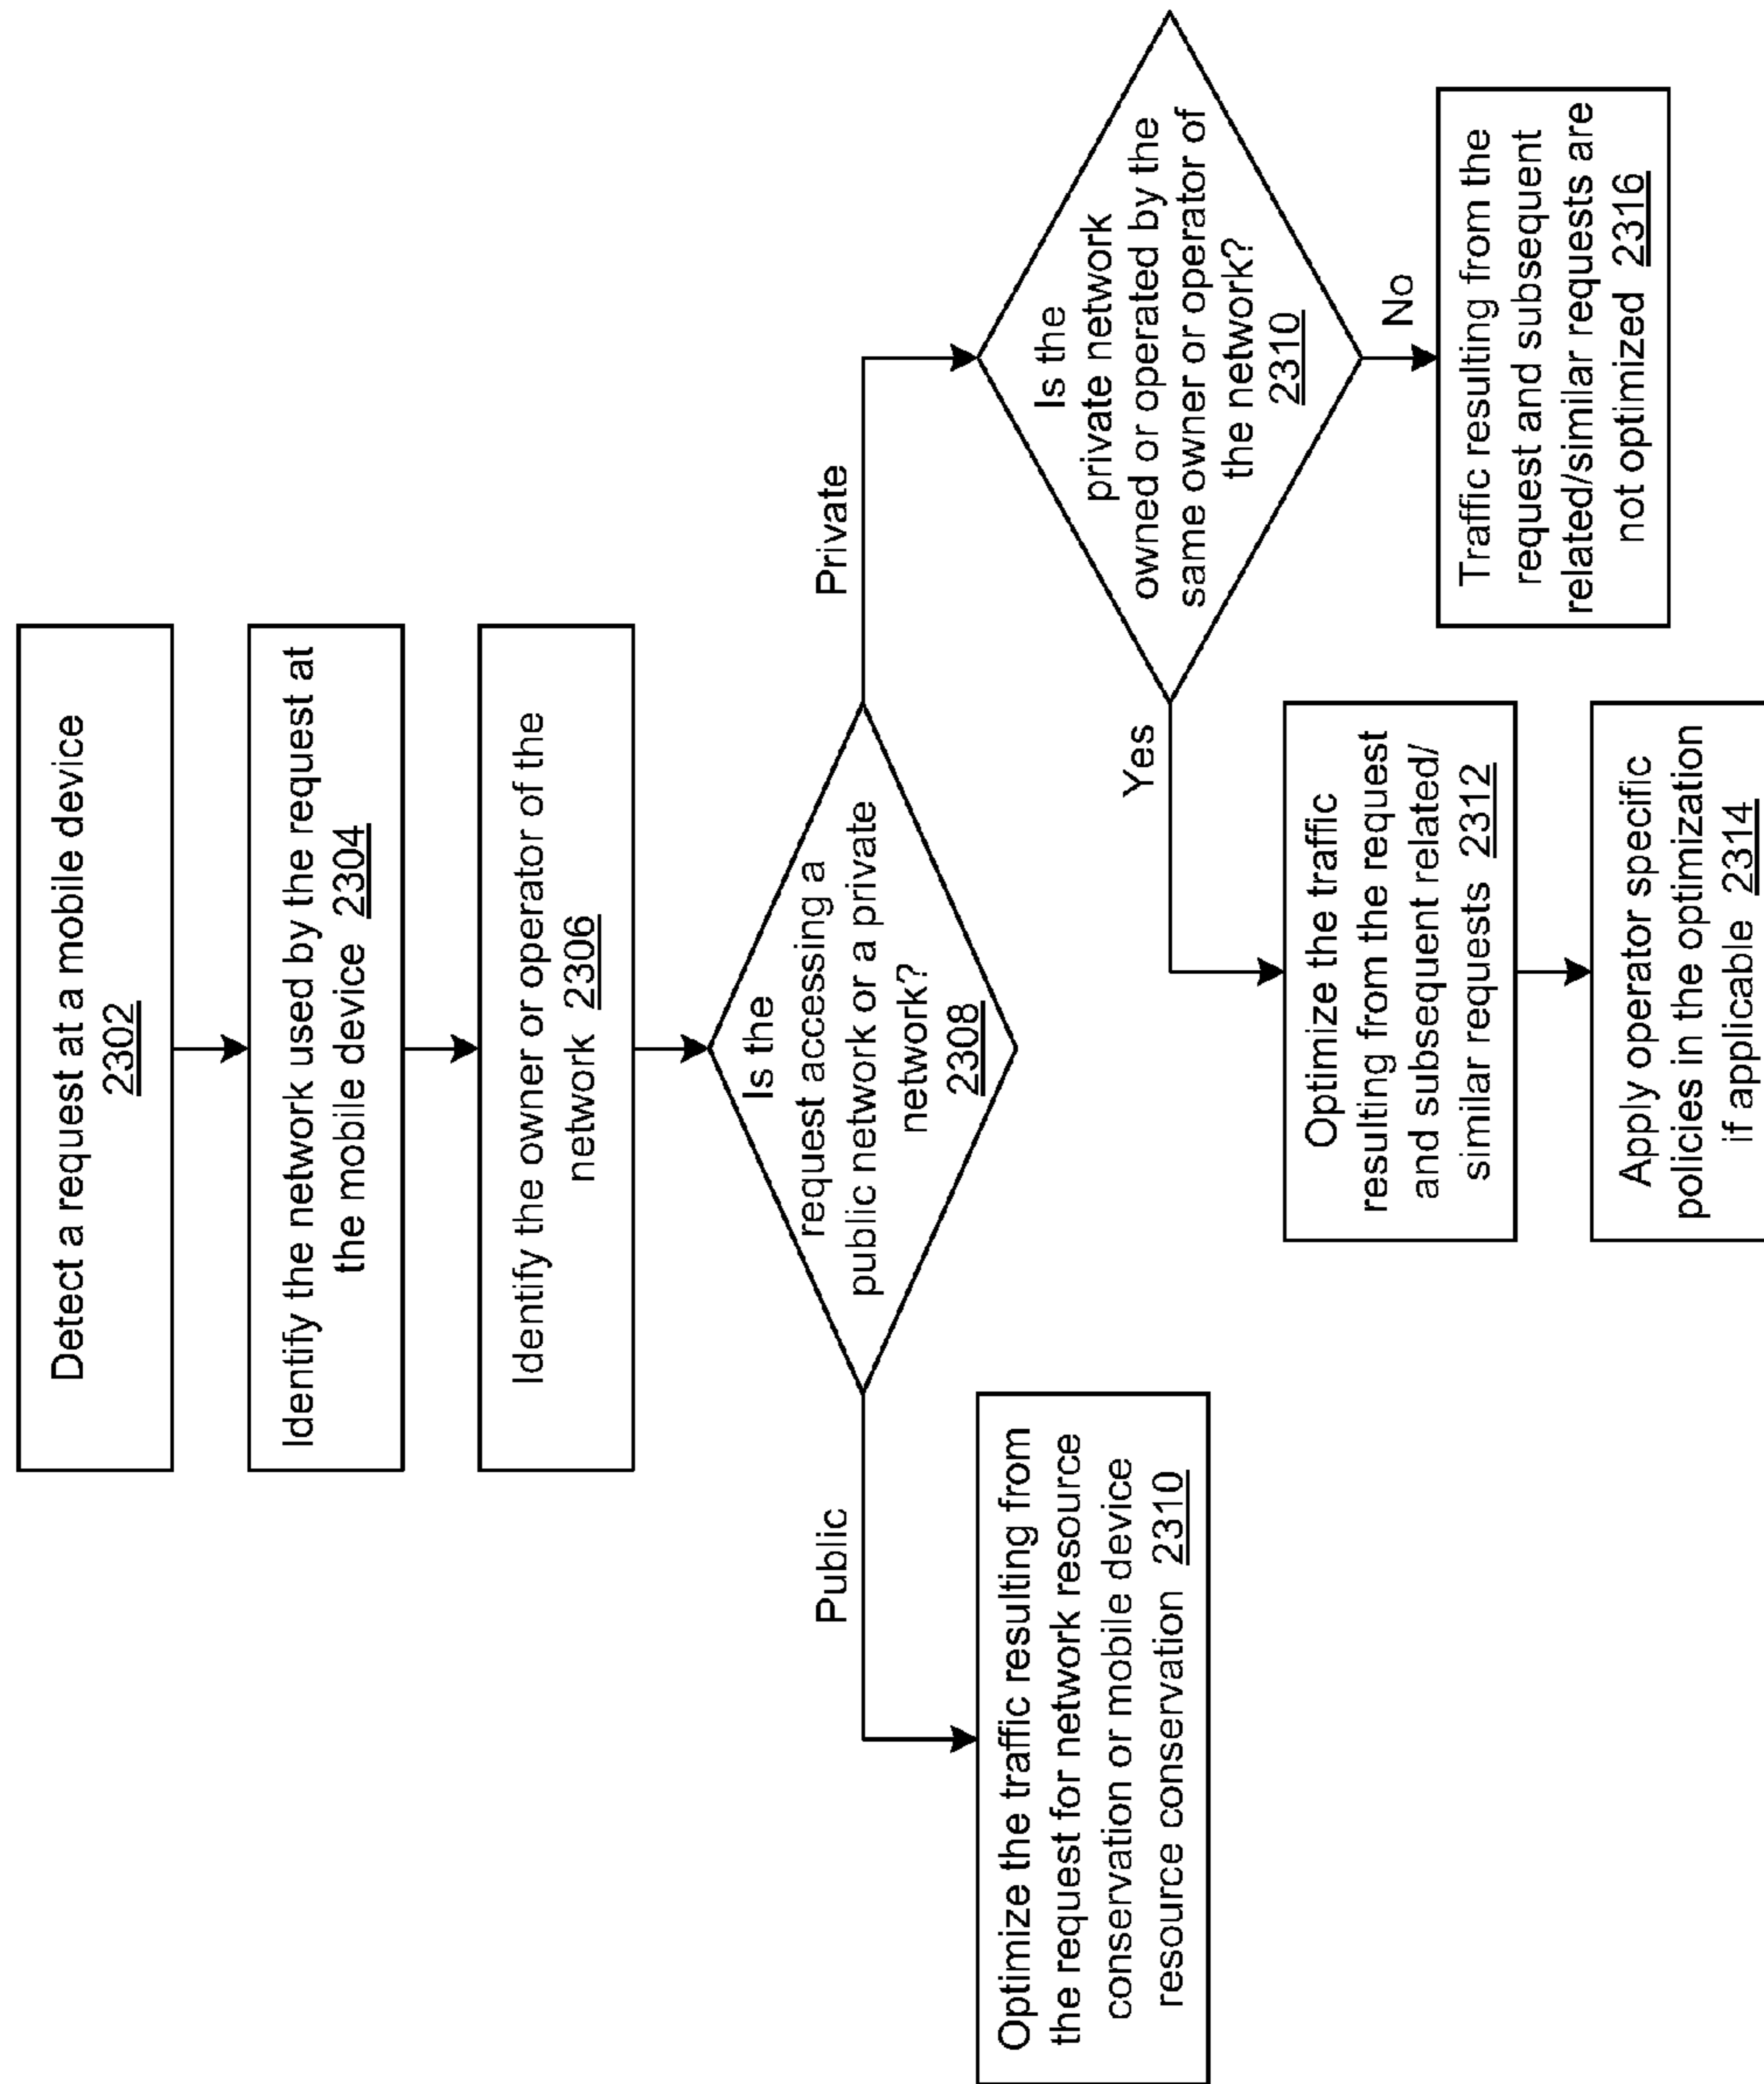 Detect a request at a mobile device
2302
Identify the network used by the request at
the mobile device 2304
Identify the owner or operator of the
network 2306
Is the
request accessing a
public network or a private
network?
2308
Public
Private
Optimize the traffic resulting from
the request for network resource
conservation or mobile device
resource conservation 2310
Is the
private network
owned or operated by the
same owner or operator of
the network?
2310
Yes
No
Optimize the traffic
resulting from the request
and subsequent related/
similar requests 2312
Apply operator specific
policies in the optimization
if applicable 2314
Traffic resulting from the
request and subsequent
related/similar requests are
not optimized 2316